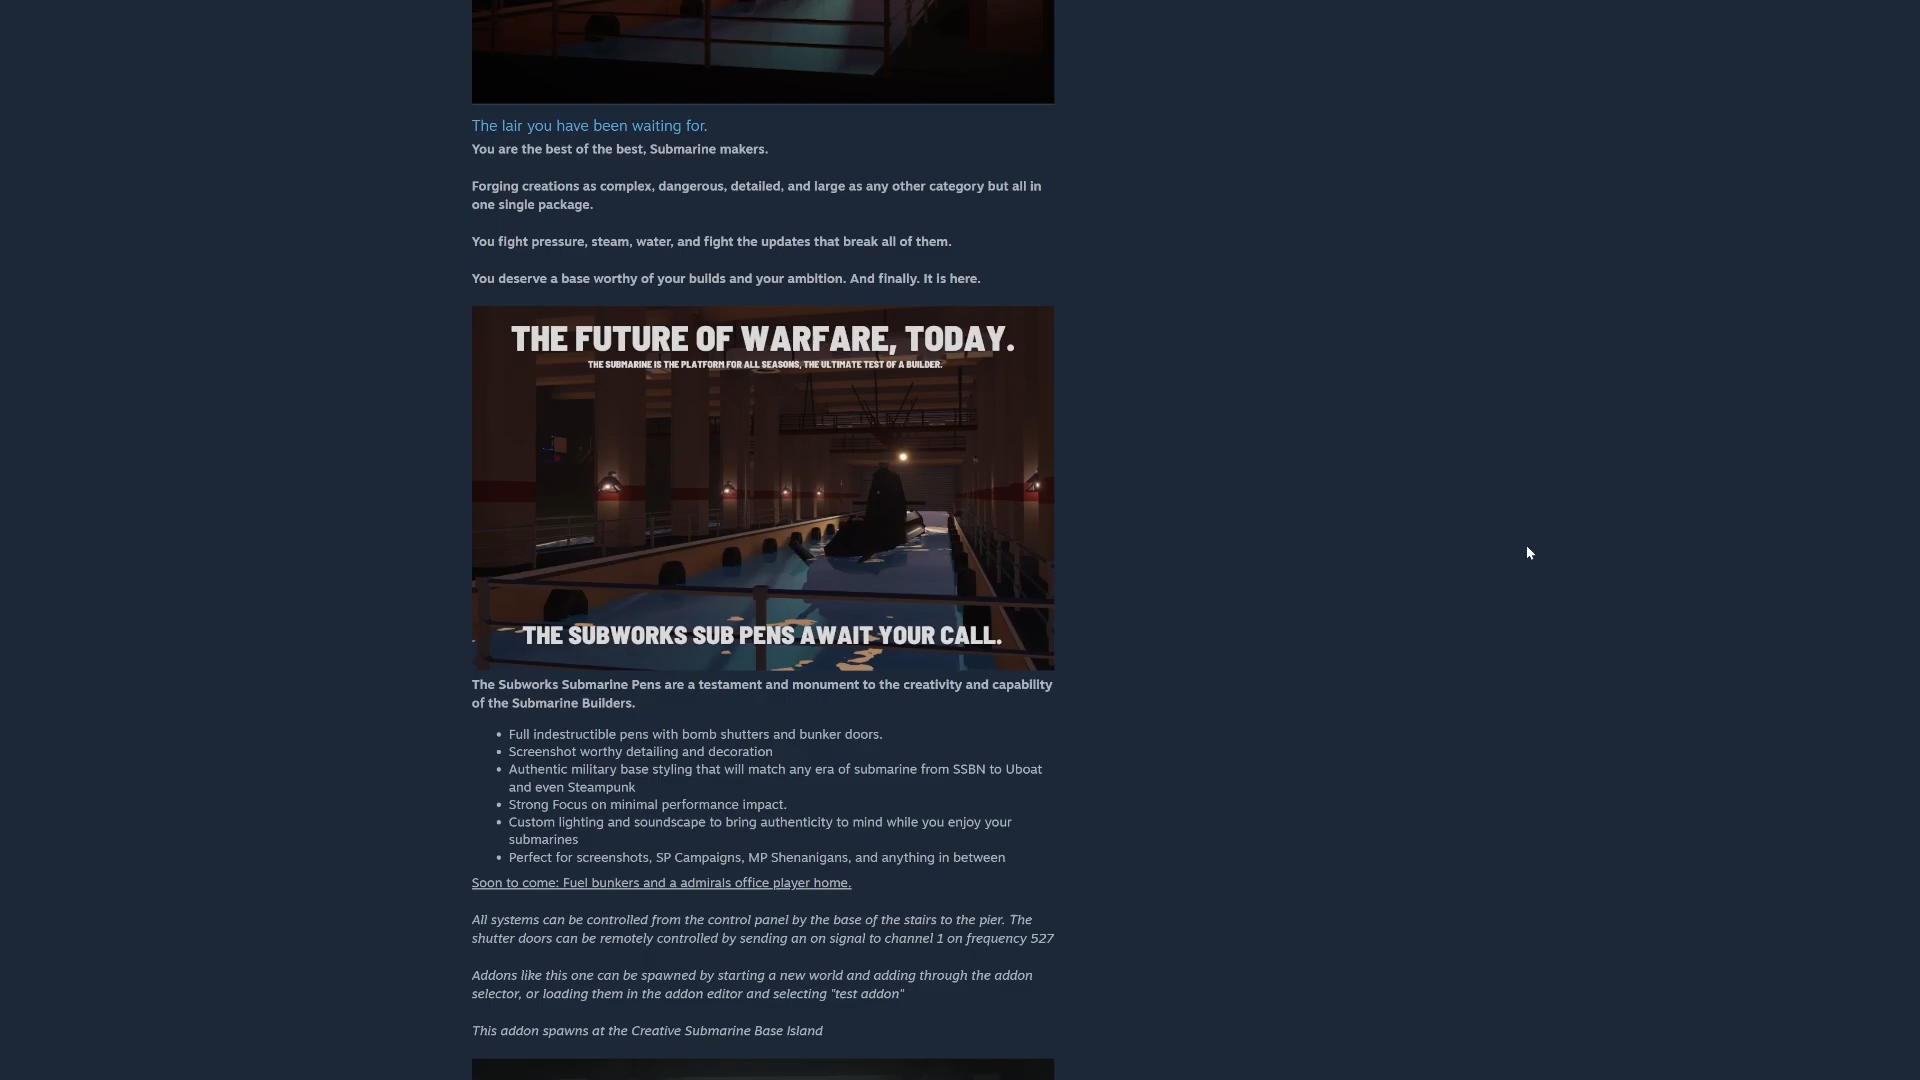 The lair you have been waiting for.
You are the best of the best, Submarine makers.
Forging creations as complex, dangerous, detailed, and large as any other category but all in
one single package.
You fight pressure, steam, water, and fight the updates that break all of them.
You deserve a base worthy of your builds and your ambition. And finally. It is here.
THE FUTURE OF WARFARE, TODAY.
THE SUBMARINE IS THE PLATFORM FOR ALL SEASONS, THE ULTIMATE TEST OF A BUILDER.
THE SUBWORKS SUB PENS AWAIT YOUR CALL.
The Subworks Submarine Pens are a testament and monument to the creativity and capability
of the Submarine Builders.
• Full indestructible pens with bomb shutters and bunker doors.
• Screenshot worthy detailing and decoration
• Authentic military base styling that will match any era of submarine from SSBN to Uboat
and even Steampunk
• Strong Focus on minimal performance impact.
• Custom lighting and soundscape to bring authenticity to mind while you enjoy your
submarines
• Perfect for screenshots, SP Campaigns, MP Shenanigans, and anything in between
Soon to come: Fuel bunkers and a admirals office player home.
All systems can be controlled from the control panel by the base of the stairs to the pier. The
shutter doors can be remotely controlled by sending an on signal to channel 1 on frequency 527
Addons like this one can be spawned by starting a new world and adding through the addon
selector, or loading them in the addon editor and selecting "test addon"
This addon spawns at the Creative Submarine Base Island